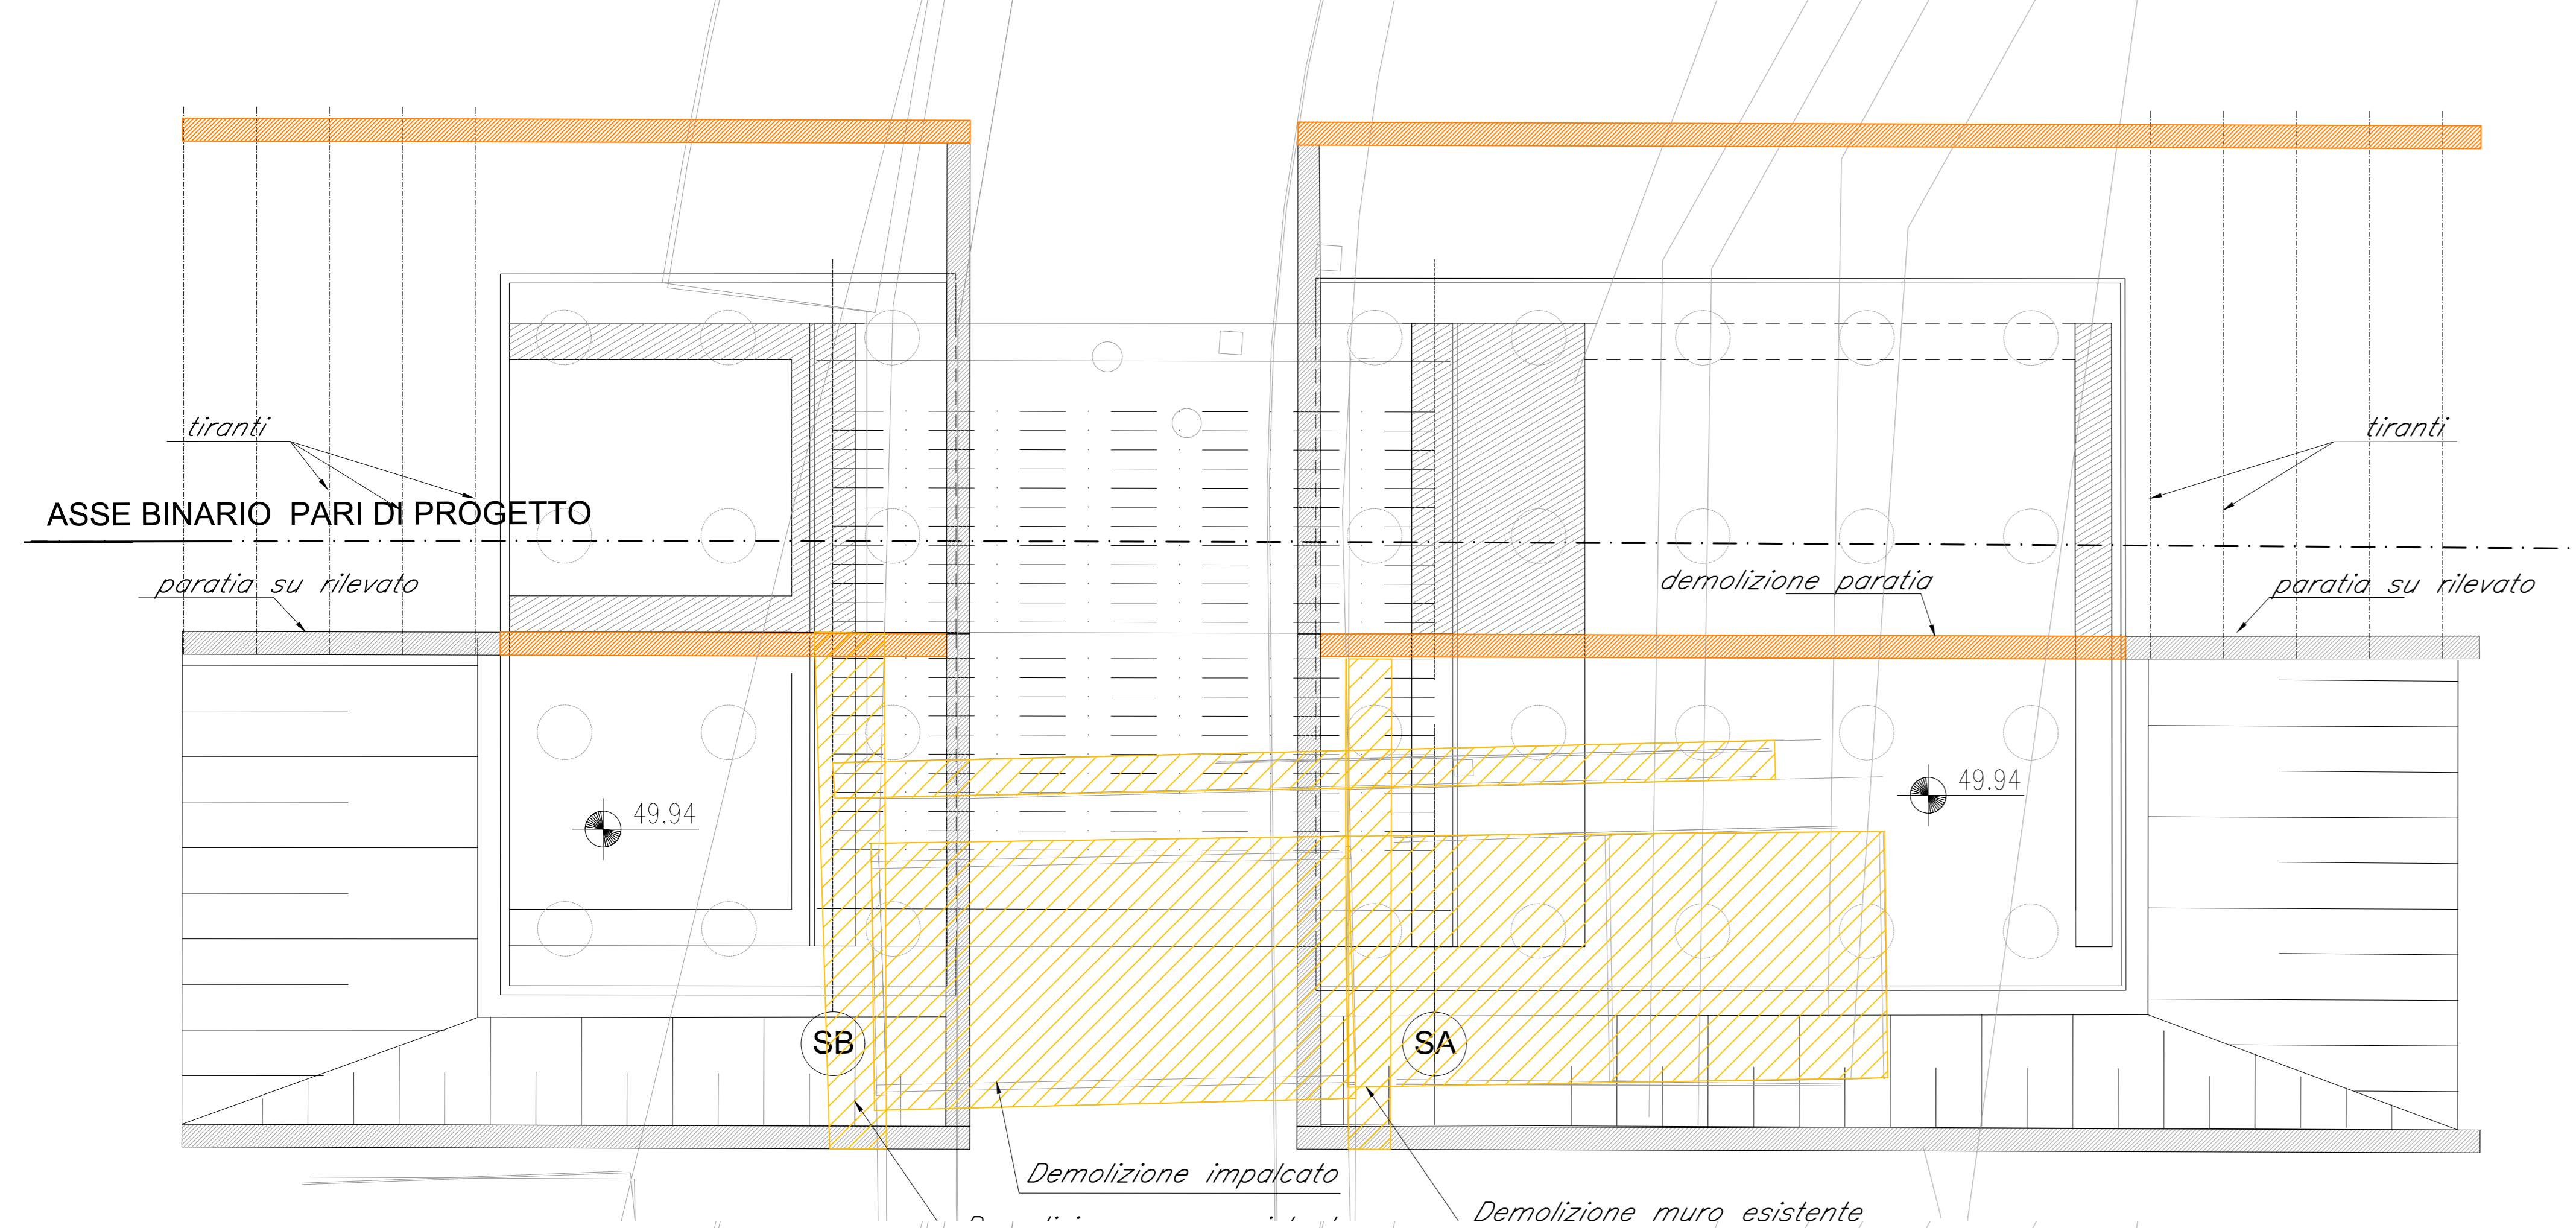 tiranti
tiranti
ASSE BINARIO PARI DI PROGETTO
paratia su rilevato
demolizione paratia
paratia su rilevato
49.94
49.94
SB
SA
Demolizione impalcato
Demolizione muro esistente